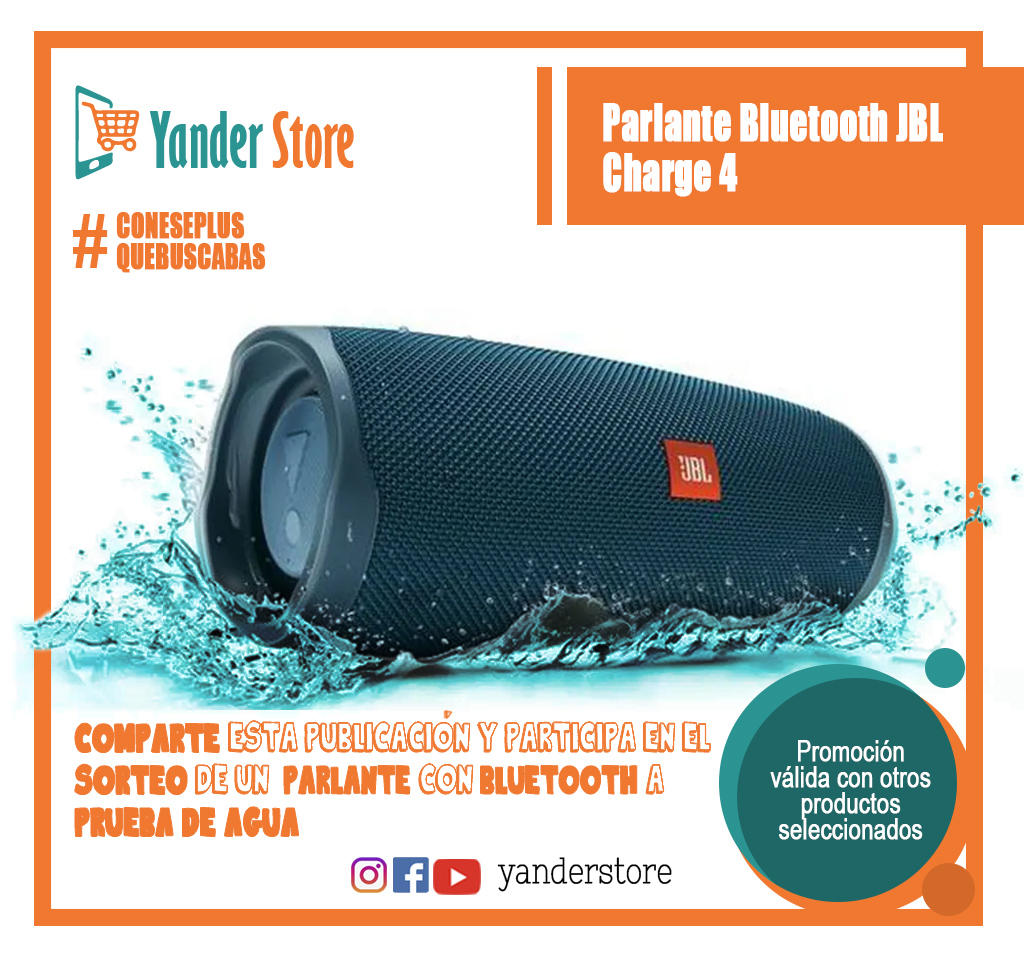 Yander Store
Parlante Bluetooth JBL
Charge 4
# CONESEPLUS
QUEBUSCABAS
JBL
COMPARTE ESTA PUBLICACIÓN Y PARTICIPA EN EL
SORTEO DE UN PARLANTE CON BLUETOOTH A
PRUEBA DE AGUA
Promoción
válida con otros
productos
seleccionados
yanderstore